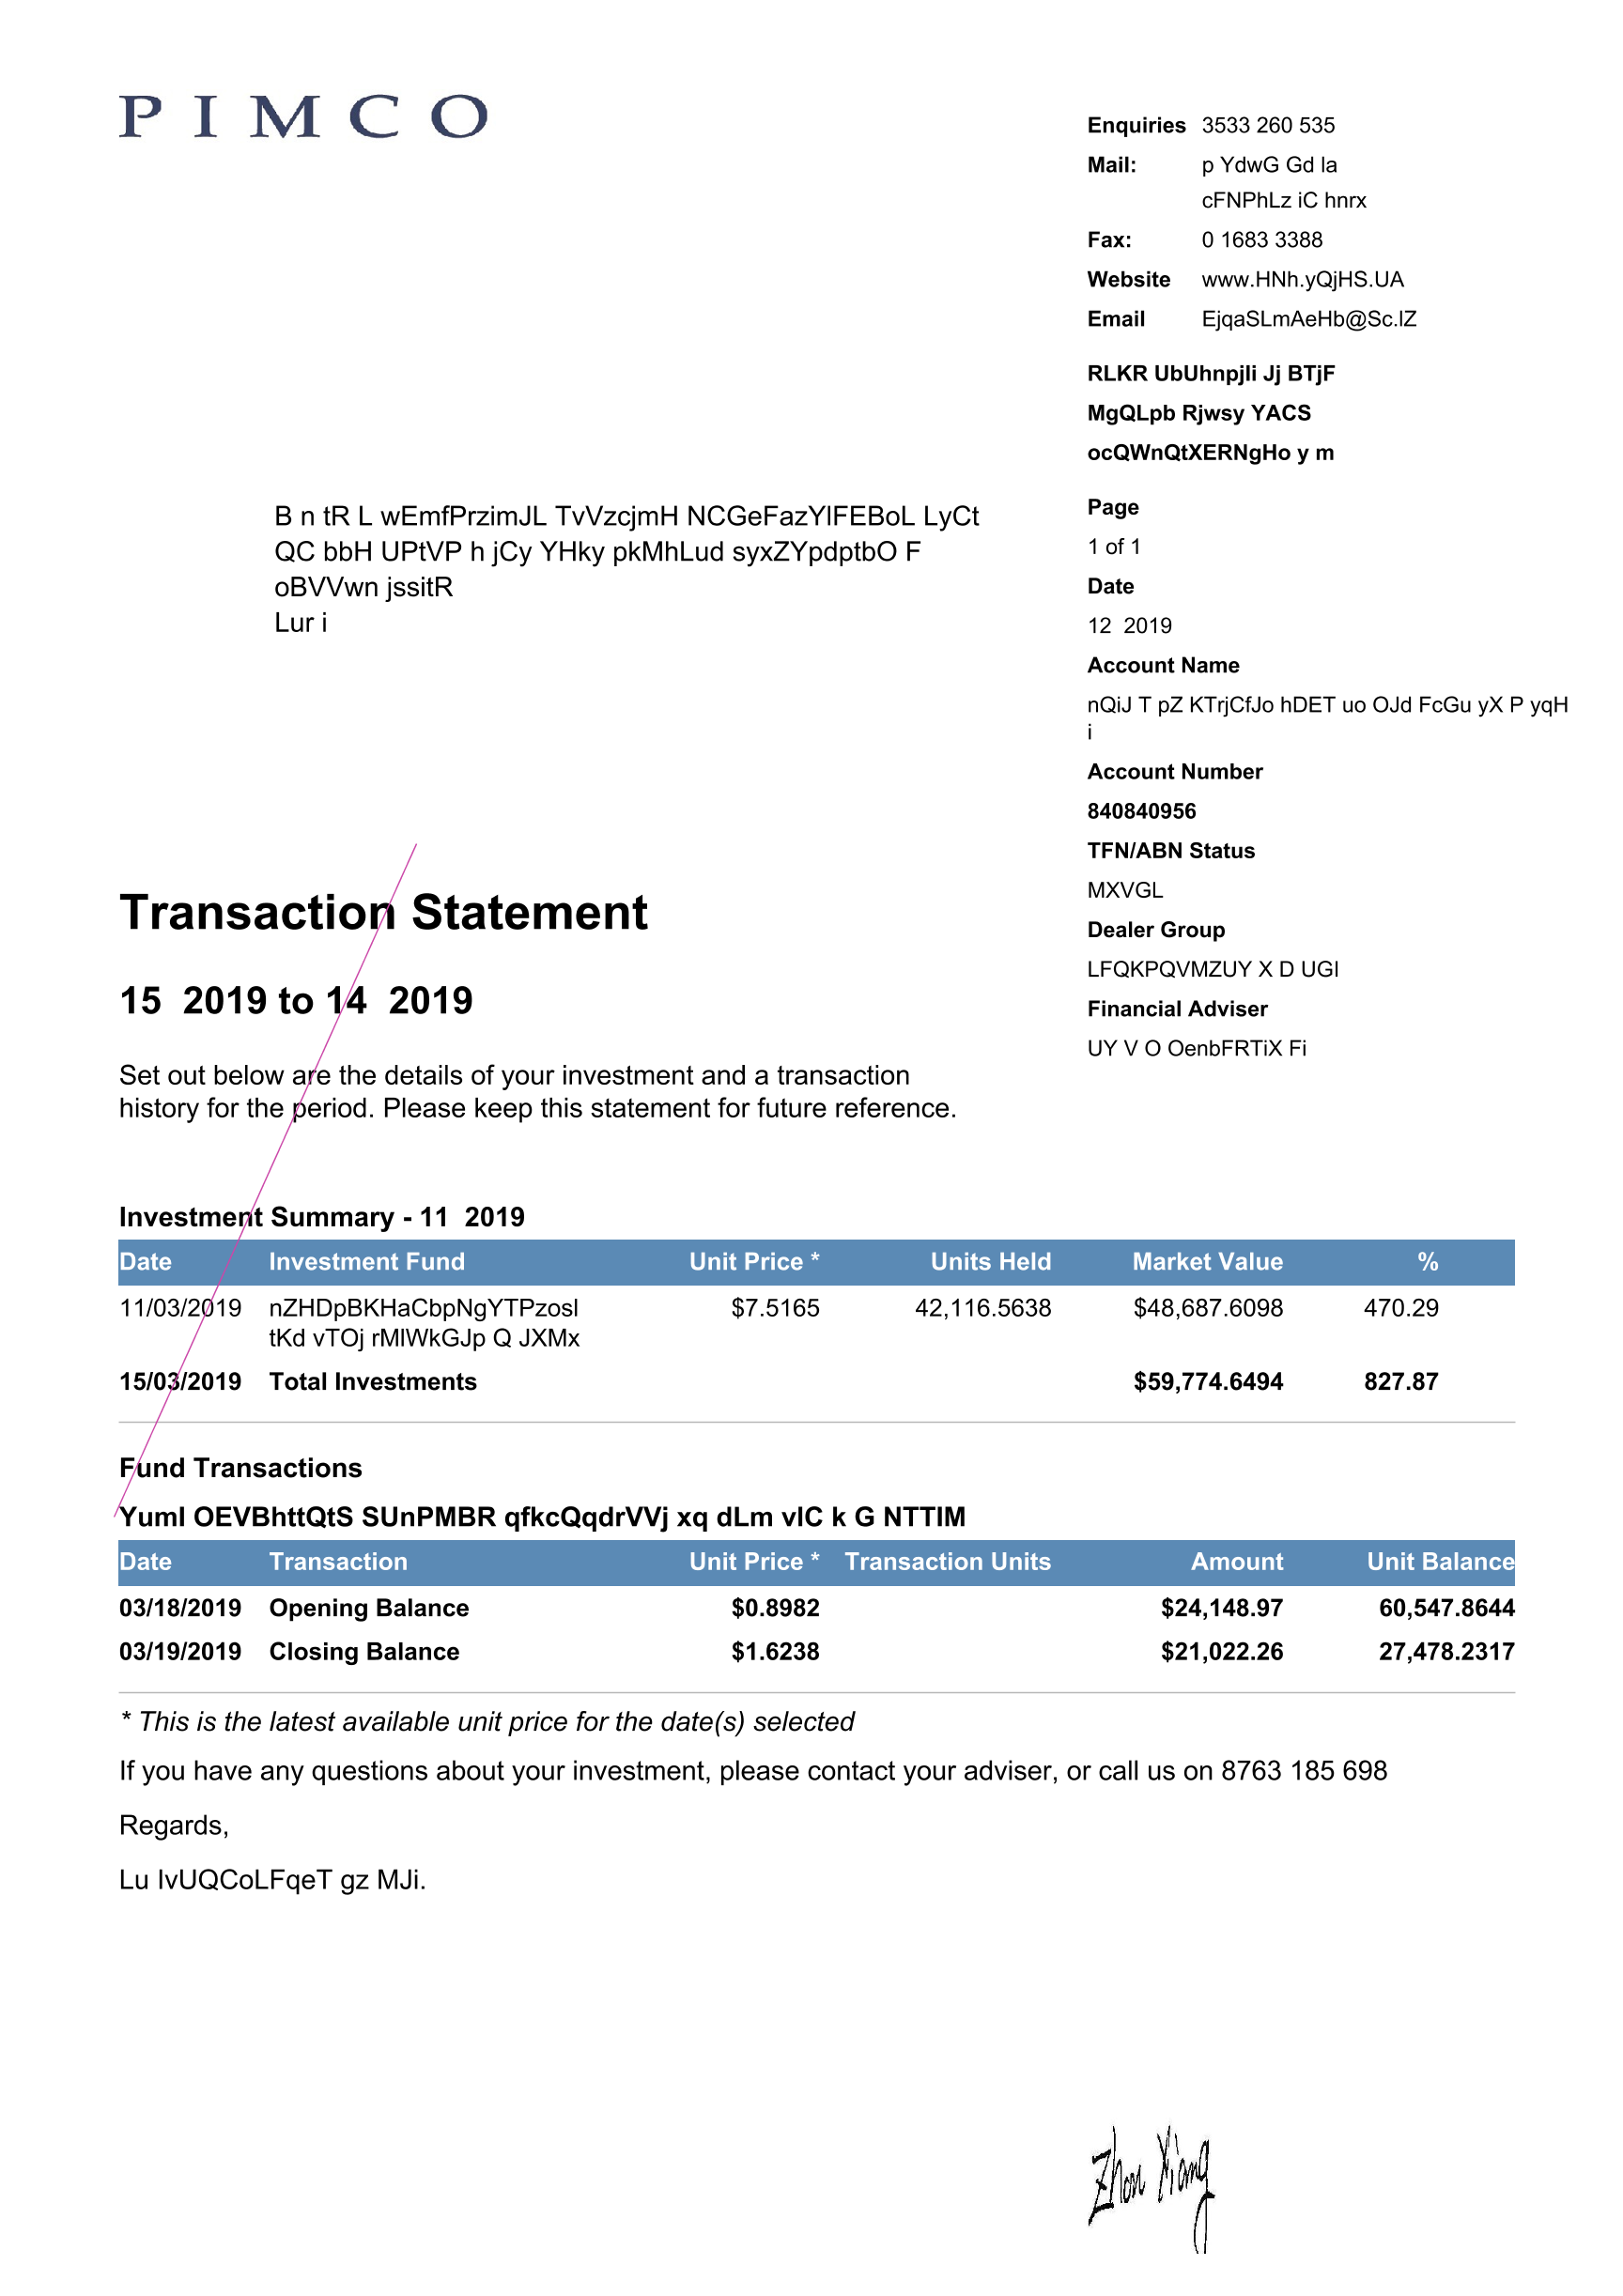 PIMCO
Enquiries 3533 260 535
Mail: p YdwG Gd la
cFNPhLz iC hnrx
Fax: 0 1683 3388
Website www.HNh.yQjHS.UA
Email EjqaSLmAeHb@Sc.lZ
RLKR UbUhnpjli Jj BTjF
MgQLpb Rjwsy YACS
ocQWnQtXERNgHo y m
B n tR L wEmfPrzimJL TvVzcjmH NCGeFazYlFEBoL LyCt
QC bbH UPtVP h jCy YHky pkMhLud syxZYpdptbO F
oBVVwn jssitR
Lur i
Page
1 of 1
Date
12 2019
Account Name
nQiJ T pZ KTrjCfJo hDET uo OJd FcGu yX P yqH
i
Account Number
840840956
TFN/ABN Status
MXVGL
Dealer Group
LFQKPQVMZUY X D UGl
Financial Adviser
UY V O OenbFRTiX Fi
Transaction Statement
15 2019 to 14 2019
Set out below are the details of your investment and a transaction
history for the period. Please keep this statement for future reference.
Investment Summary - 11 2019
Date Investment Fund Unit Price * Units Held Market Value %
11/03/2019 nZHDpBKHaCbpNgYTPzosl $7.5165 42,116.5638 $48,687.6098 470.29
tKd vTOj rMlWkGJp Q JXMx
15/03/2019 Total Investments $59,774.6494 827.87
Fund Transactions
Yuml OEVBhttQtS SUnPMBR qfkcQqdrVVj xq dLm vlC k G NTTIM
Date Transaction Unit Price * Transaction Units Amount Unit Balance
03/18/2019 Opening Balance $0.8982 $24,148.97 60,547.8644
03/19/2019 Closing Balance $1.6238 $21,022.26 27,478.2317
* This is the latest available unit price for the date(s) selected
If you have any questions about your investment, please contact your adviser, or call us on 8763 185 698
Regards,
Lu IvUQCoLFqeT gz MJi.
Zhou Xiong